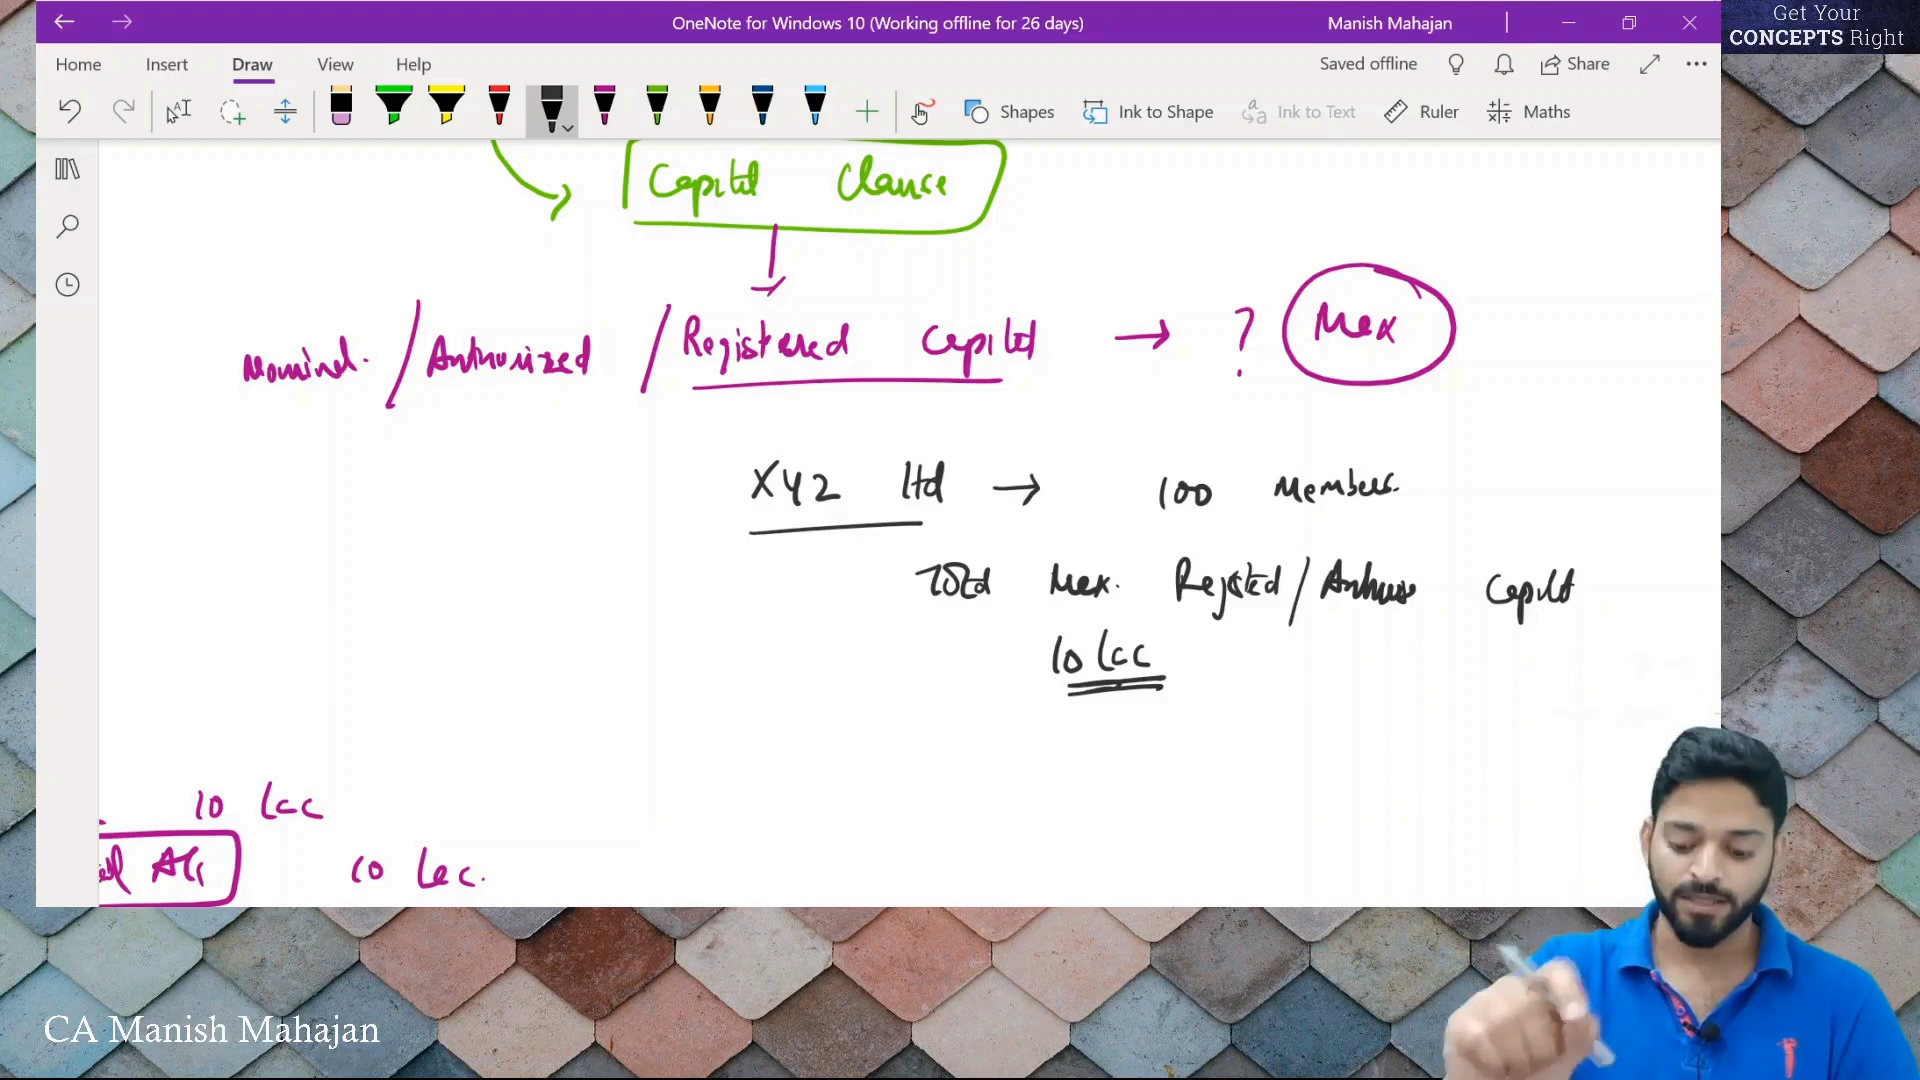 Get Your
CONCEPTS Right
OneNote for Windows 10 (Working offline for 26 days)
Manish Mahajan
Home Insert Draw View Help
Saved offline Share
Shapes Ink to Shape Ink to Text Ruler Maths
Capital Clause
Nominal / Authorized / Registered Capital → ? Max
XYZ ltd → 100 Members.
Total Max. Registed / Authorise Capital
10 Lac
10 Lac
A/c 10 Lac.
CA Manish Mahajan